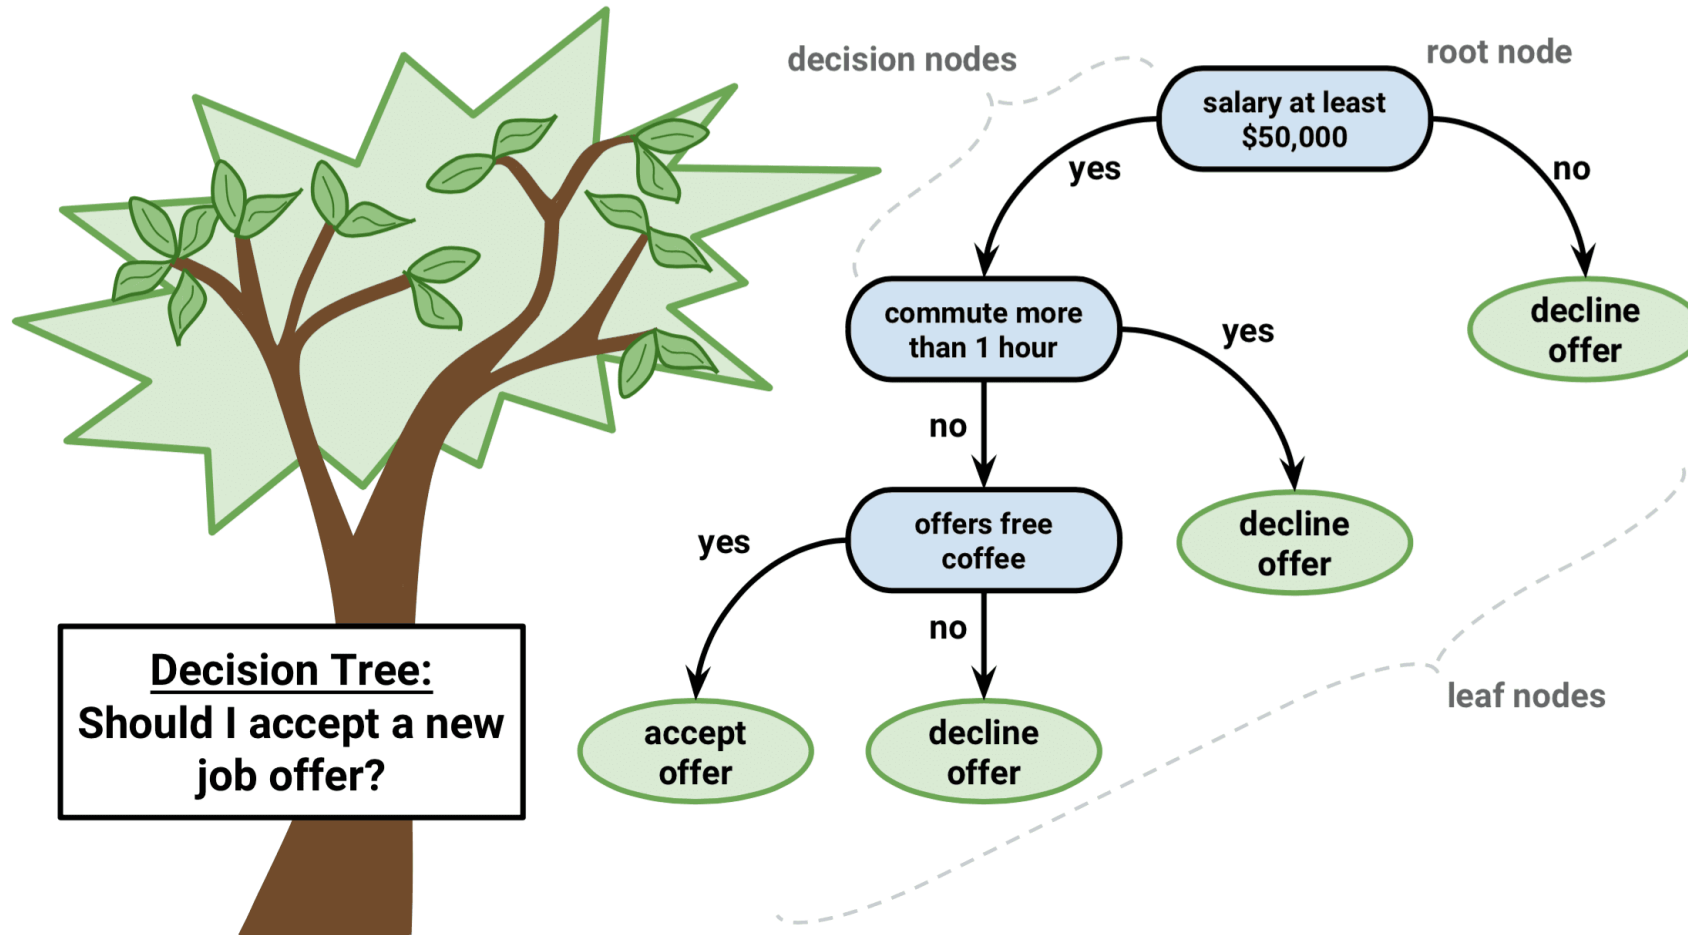 decision nodes
root node
salary at least
$50,000
yes
no
commute more
than 1 hour
yes
decline
offer
no
offers free
coffee
decline
offer
yes
no
Decision Tree:
Should I accept a new
job offer?
accept
offer
decline
offer
leaf nodes